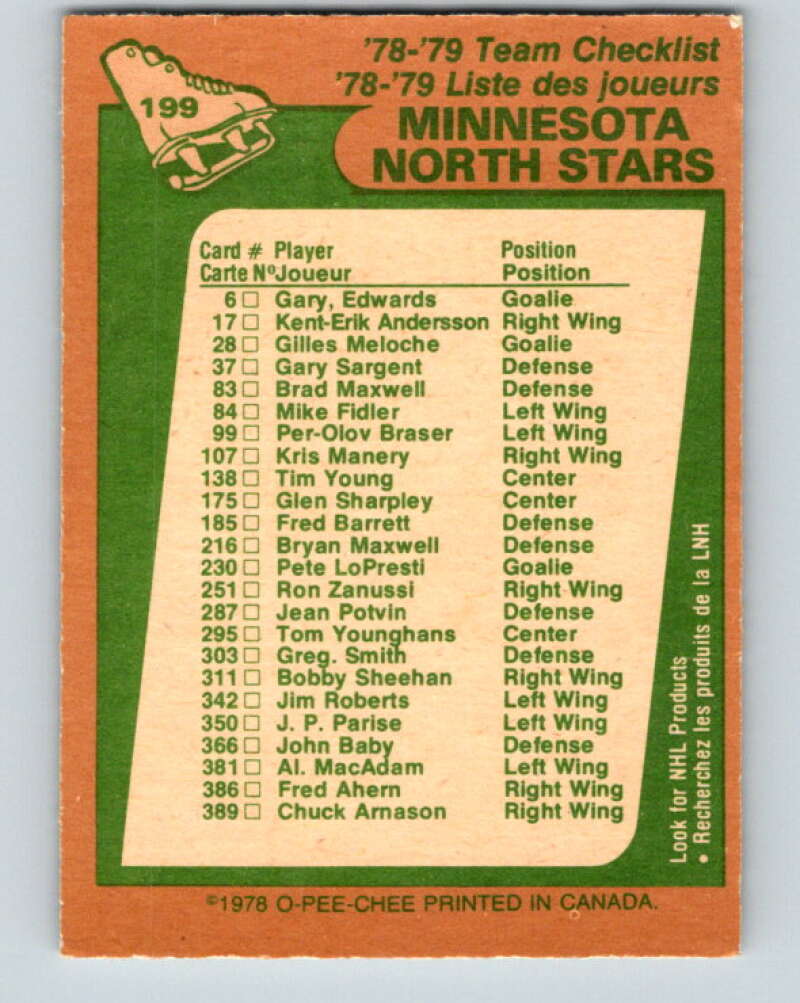 199
'78-'79 Team Checklist
'78-'79 Liste des joueurs
MINNESOTA
NORTH STARS
Card # Player Position
Carte Nº Joueur Position
6 □ Gary, Edwards Goalie
17 □ Kent-Erik Andersson Right Wing
28 □ Gilles Meloche Goalie
37 □ Gary Sargent Defense
83 □ Brad Maxwell Defense
84 □ Mike Fidler Left Wing
99 □ Per-Olov Braser Left Wing
107 □ Kris Manery Right Wing
138 □ Tim Young Center
175 □ Glen Sharpley Center
185 □ Fred Barrett Defense
216 □ Bryan Maxwell Defense
230 □ Pete LoPresti Goalie
251 □ Ron Zanussi Right Wing
287 □ Jean Potvin Defense
295 □ Tom Younghans Center
303 □ Greg. Smith Defense
311 □ Bobby Sheehan Right Wing
342 □ Jim Roberts Left Wing
350 □ J. P. Parise Left Wing
366 □ John Baby Defense
381 □ Al. MacAdam Left Wing
386 □ Fred Ahern Right Wing
389 □ Chuck Arnason Right Wing
Look for NHL Products
• Recherchez les produits de la LNH
©1978 O-PEE-CHEE PRINTED IN CANADA.